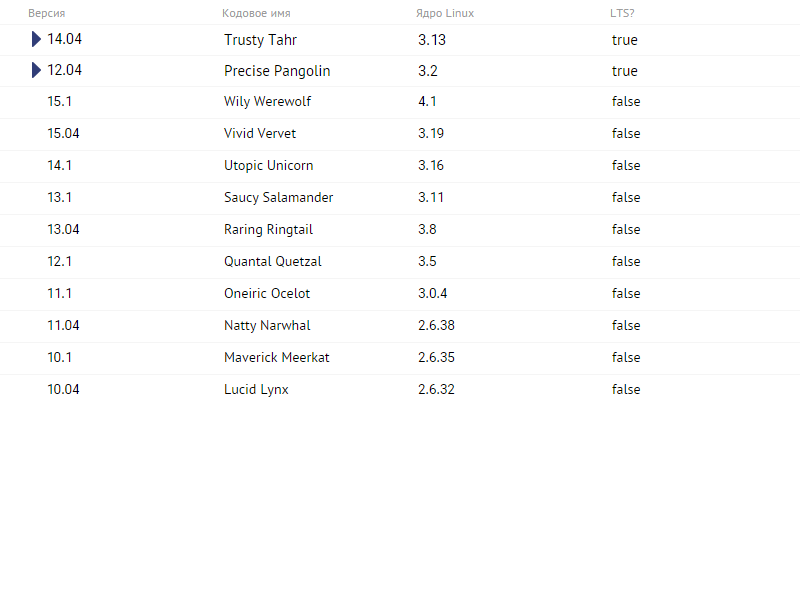 Версия Кодовое имя Ядро Linux LTS?
14.04 Trusty Tahr 3.13 true
12.04 Precise Pangolin 3.2 true
15.1 Wily Werewolf 4.1 false
15.04 Vivid Vervet 3.19 false
14.1 Utopic Unicorn 3.16 false
13.1 Saucy Salamander 3.11 false
13.04 Raring Ringtail 3.8 false
12.1 Quantal Quetzal 3.5 false
11.1 Oneiric Ocelot 3.0.4 false
11.04 Natty Narwhal 2.6.38 false
10.1 Maverick Meerkat 2.6.35 false
10.04 Lucid Lynx 2.6.32 false